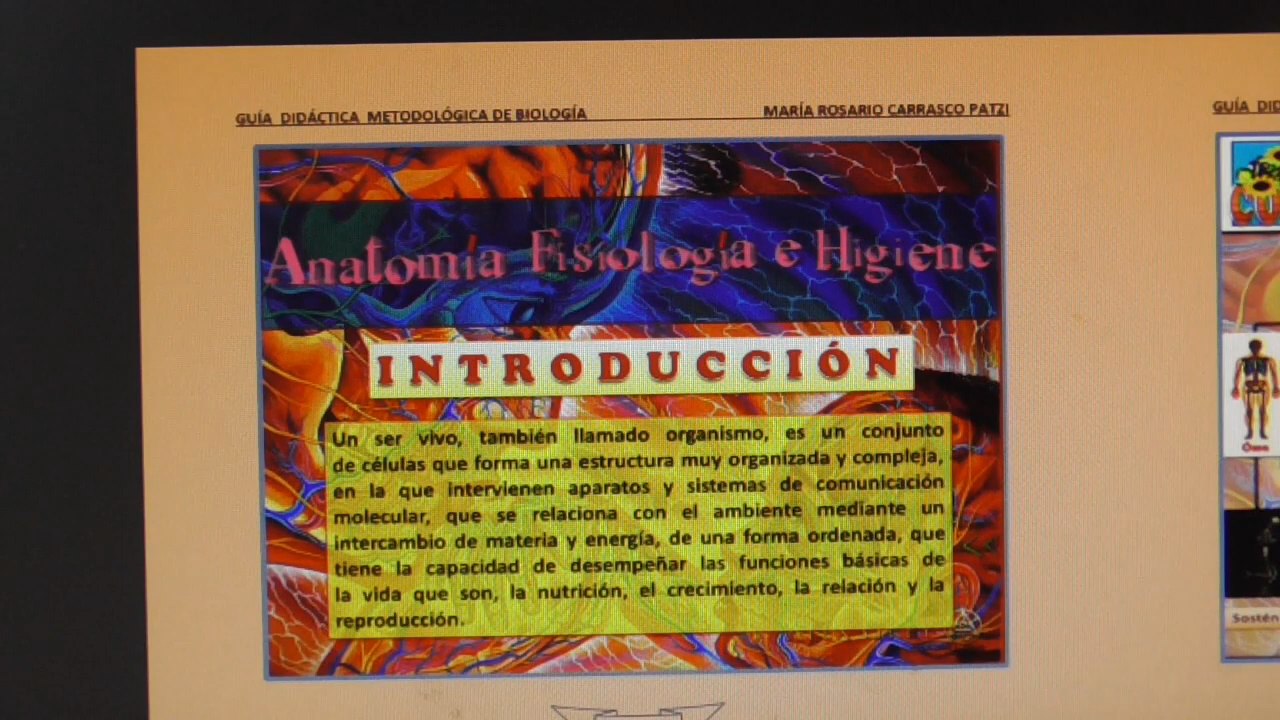 GUÍA DIDÁCTICA METODOLÓGICA DE BIOLOGÍA MARÍA ROSARIO CARRASCO PATZI
Anatomía Fisiología e Higiene
INTRODUCCIÓN
Un ser vivo, también llamado organismo, es un conjunto
de células que forma una estructura muy organizada y compleja,
en la que intervienen aparatos y sistemas de comunicación
molecular, que se relaciona con el ambiente mediante un
intercambio de materia y energía, de una forma ordenada, que
tiene la capacidad de desempeñar las funciones básicas de
la vida que son, la nutrición, el crecimiento, la relación y la
reproducción.
GUÍA DID
Sostén